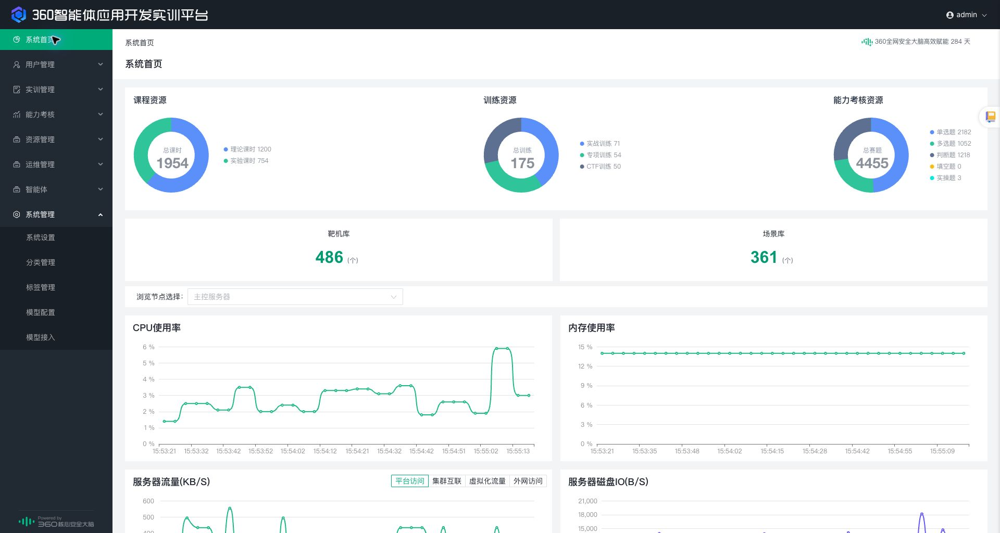 360智能体应用开发实训平台
admin
系统首页
用户管理
实训管理
能力考核
资源管理
运维管理
智能体
系统管理
系统设置
分类管理
标签管理
模型配置
模型接入
Powered by
360核心安全大脑
系统首页
360全网安全大脑高效赋能 284 天
系统首页
课程资源
总课时
1954
理论课时 1200
实验课时 754
训练资源
总训练
175
实战训练 71
专项训练 54
CTF训练 50
能力考核资源
总赛题
4455
单选题 2182
多选题 1052
判断题 1218
填空题 0
实操题 3
靶机库
486 (个)
场景库
361 (个)
浏览节点选择: 主控服务器
CPU使用率
6 %
5 %
4 %
3 %
2 %
1 %
0 %
15:53:21 15:53:32 15:53:42 15:53:52 15:54:02 15:54:12 15:54:21 15:54:32 15:54:42 15:54:51 15:55:02 15:55:13
内存使用率
15 %
12 %
9 %
6 %
3 %
0 %
15:53:21 15:53:35 15:53:48 15:54:02 15:54:15 15:54:28 15:54:42 15:54:55 15:55:09
服务器流量(KB/S)
平台访问 集群互联 虚拟化流量 外网访问
600
500
400
服务器磁盘IO(B/S)
21,000
18,000
15,000